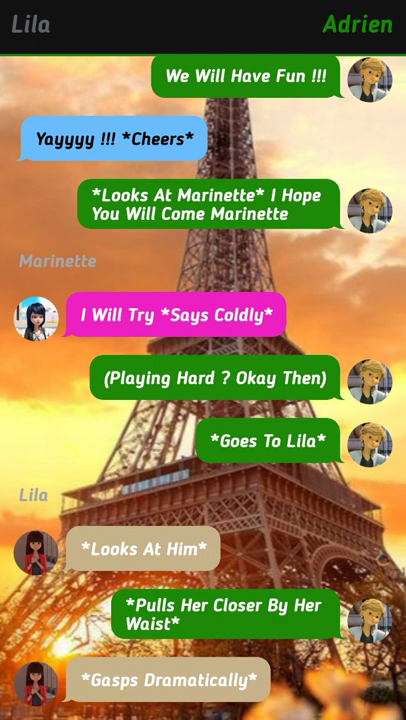 Lila
Adrien
We Will Have Fun !!!
Yayyyy !!! *Cheers*
*Looks At Marinette* I Hope
You Will Come Marinette
Marinette
I Will Try *Says Coldly*
(Playing Hard ? Okay Then)
*Goes To Lila*
Lila
*Looks At Him*
*Pulls Her Closer By Her
Waist*
*Gasps Dramatically*